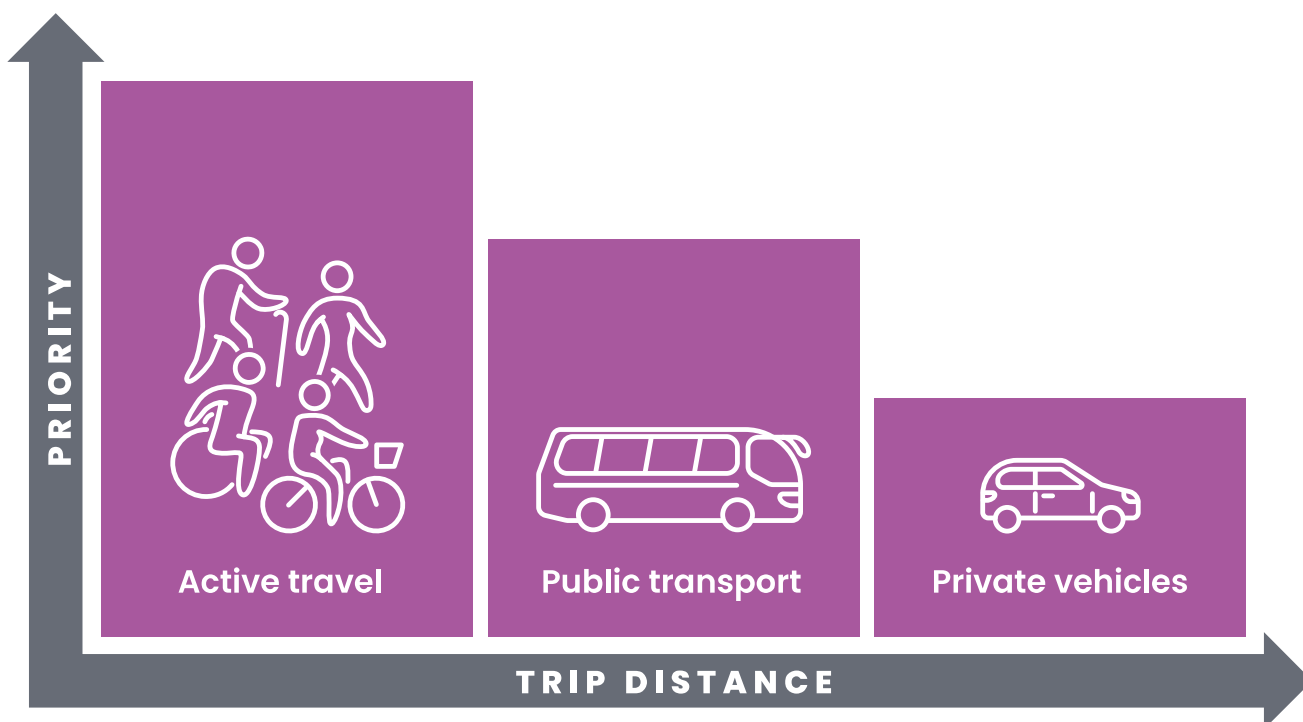 PRIORITY
Active travel
Public transport
Private vehicles
TRIP DISTANCE